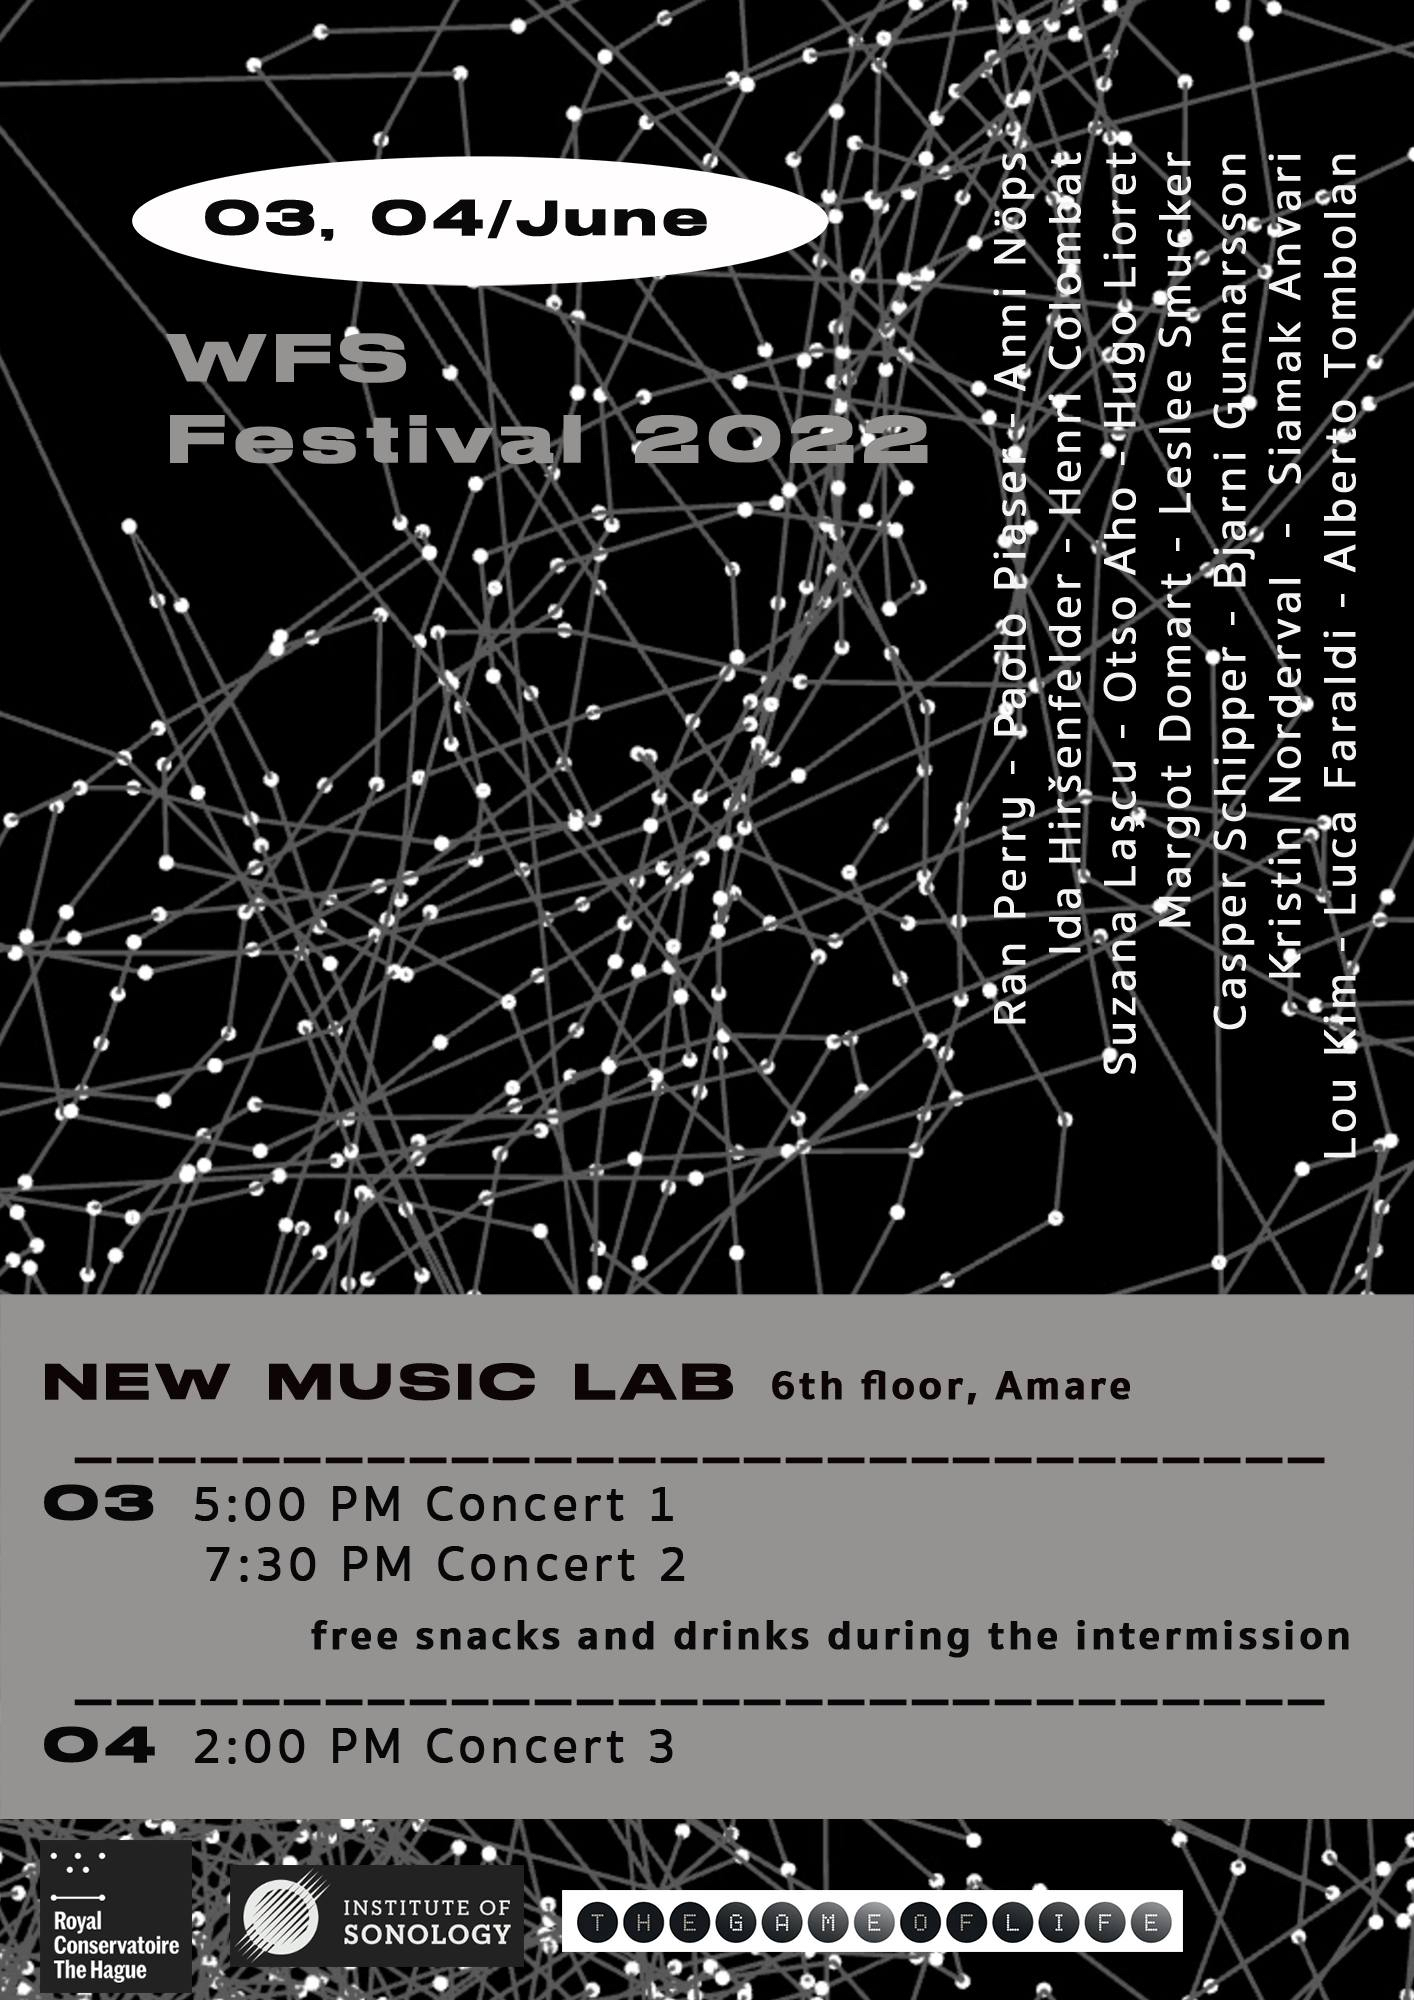 03, 04/June
WFS
Festival 2022
Ran Perry - Paolo Piaser - Anni Nöps
Ida Hiršenfelder - Henri Colombat
Suzana Lașcu - Otso Aho - Hugo Lioret
Margot Domart - Leslee Smucker
Casper Schipper - Bjarni Gunnarsson
Kristin Norderval - Siamak Anvari
Lou Kim - Luca Faraldi - Alberto Tombolan
NEW MUSIC LAB 6th floor, Amare
03 5:00 PM Concert 1
7:30 PM Concert 2
free snacks and drinks during the intermission
04 2:00 PM Concert 3
Royal
Conservatoire
The Hague
INSTITUTE OF
SONOLOGY
THEGAMEOFLIFE